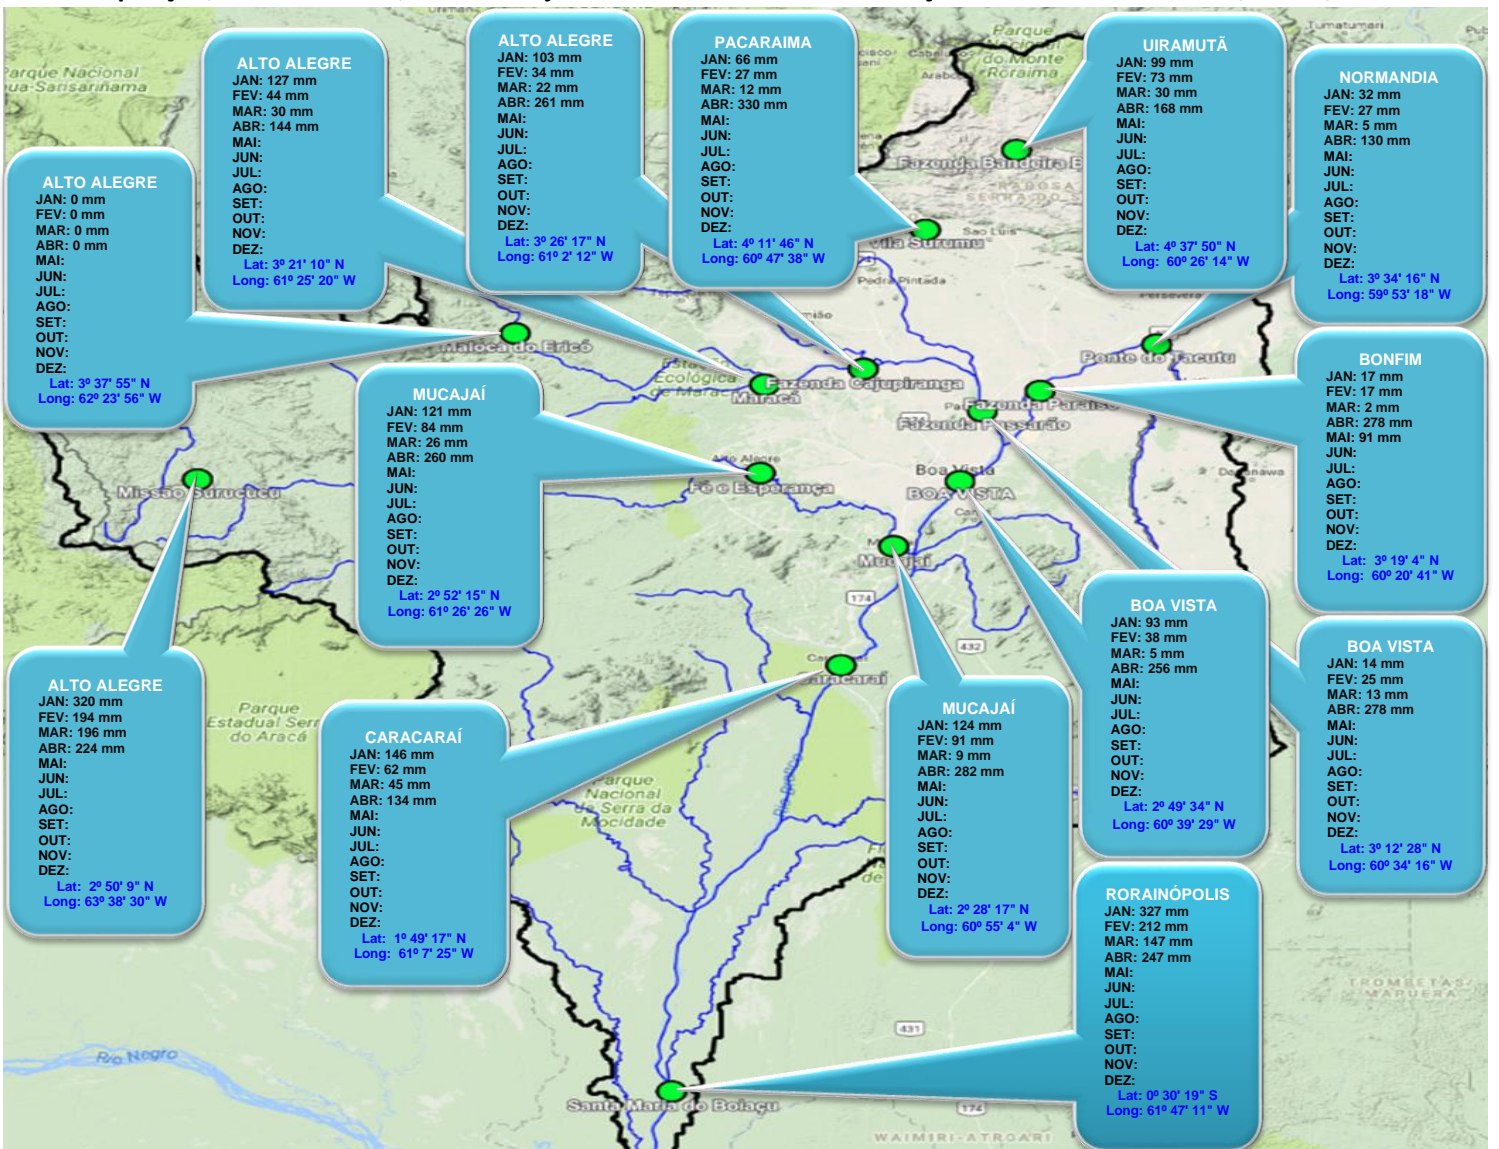 ALTO ALEGRE
JAN: 127 mm
FEV: 44 mm
MAR: 30 mm
ABR: 144 mm
MAI:
JUN:
JUL:
AGO:
SET:
OUT:
NOV:
DEZ:
Lat: 3º 21' 10" N
Long: 61º 25' 20" W
ALTO ALEGRE
JAN: 103 mm
FEV: 34 mm
MAR: 22 mm
ABR: 261 mm
MAI:
JUN:
JUL:
AGO:
SET:
OUT:
NOV:
DEZ:
Lat: 3º 26' 17" N
Long: 61º 2' 12" W
PACARAIMA
JAN: 66 mm
FEV: 27 mm
MAR: 12 mm
ABR: 330 mm
MAI:
JUN:
JUL:
AGO:
SET:
OUT:
NOV:
DEZ:
Lat: 4º 11' 46" N
Long: 60º 47' 38" W
UIRAMUTÃ
JAN: 99 mm
FEV: 73 mm
MAR: 30 mm
ABR: 168 mm
MAI:
JUN:
JUL:
AGO:
SET:
OUT:
NOV:
DEZ:
Lat: 4º 37' 50" N
Long: 60º 26' 14" W
NORMANDIA
JAN: 32 mm
FEV: 27 mm
MAR: 5 mm
ABR: 130 mm
MAI:
JUN:
JUL:
AGO:
SET:
OUT:
NOV:
DEZ:
Lat: 3º 34' 16" N
Long: 59º 53' 18" W
ALTO ALEGRE
JAN: 0 mm
FEV: 0 mm
MAR: 0 mm
ABR: 0 mm
MAI:
JUN:
JUL:
AGO:
SET:
OUT:
NOV:
DEZ:
Lat: 3º 37' 55" N
Long: 62º 23' 56" W
MUCAJAÍ
JAN: 121 mm
FEV: 84 mm
MAR: 26 mm
ABR: 260 mm
MAI:
JUN:
JUL:
AGO:
SET:
OUT:
NOV:
DEZ:
Lat: 2º 52' 15" N
Long: 61º 26' 26" W
BONFIM
JAN: 17 mm
FEV: 17 mm
MAR: 2 mm
ABR: 278 mm
MAI: 91 mm
JUN:
JUL:
AGO:
SET:
OUT:
NOV:
DEZ:
Lat: 3º 19' 4" N
Long: 60º 20' 41" W
ALTO ALEGRE
JAN: 320 mm
FEV: 194 mm
MAR: 196 mm
ABR: 224 mm
MAI:
JUN:
JUL:
AGO:
SET:
OUT:
NOV:
DEZ:
Lat: 2º 50' 9" N
Long: 63º 38' 30" W
CARACARAÍ
JAN: 146 mm
FEV: 62 mm
MAR: 45 mm
ABR: 134 mm
MAI:
JUN:
JUL:
AGO:
SET:
OUT:
NOV:
DEZ:
Lat: 1º 49' 17" N
Long: 61º 7' 25" W
MUCAJAÍ
JAN: 124 mm
FEV: 91 mm
MAR: 9 mm
ABR: 282 mm
MAI:
JUN:
JUL:
AGO:
SET:
OUT:
NOV:
DEZ:
Lat: 2º 28' 17" N
Long: 60º 55' 4" W
BOA VISTA
JAN: 93 mm
FEV: 38 mm
MAR: 5 mm
ABR: 256 mm
MAI:
JUN:
JUL:
AGO:
SET:
OUT:
NOV:
DEZ:
Lat: 2º 49' 34" N
Long: 60º 39' 29" W
BOA VISTA
JAN: 14 mm
FEV: 25 mm
MAR: 13 mm
ABR: 278 mm
MAI:
JUN:
JUL:
AGO:
SET:
OUT:
NOV:
DEZ:
Lat: 3º 12' 28" N
Long: 60º 34' 16" W
RORAINÓPOLIS
JAN: 327 mm
FEV: 212 mm
MAR: 147 mm
ABR: 247 mm
MAI:
JUN:
JUL:
AGO:
SET:
OUT:
NOV:
DEZ:
Lat: 0º 30' 19" S
Long: 61º 47' 11" W
Parque Nacional
Tumatumari
Parque
Nacional
do Monte
Roraima
Fazenda Bandeira B
Vila Surumu
Sao Luis
Pedra Pintada
Maloca do Ericó
Ponte do Tacutu
Ecológica
Fazenda Cajupiranga
Maracá
Fazenda Paraíso
Fazenda Passarão
Alto Alegre
Fé e Esperança
Boa Vista
BOA VISTA
Missão Surucucu
Mucajaí
174
432
Caracaraí
Parque
Estadual Serra
do Aracá
Parque
Nacional
da Serra da
Mocidade
Rio Branco
TROMBETAS/
MAPUERA
431
Rio Negro
Santa Maria do Boiaçu
174
WAIMIRI-ATROARI